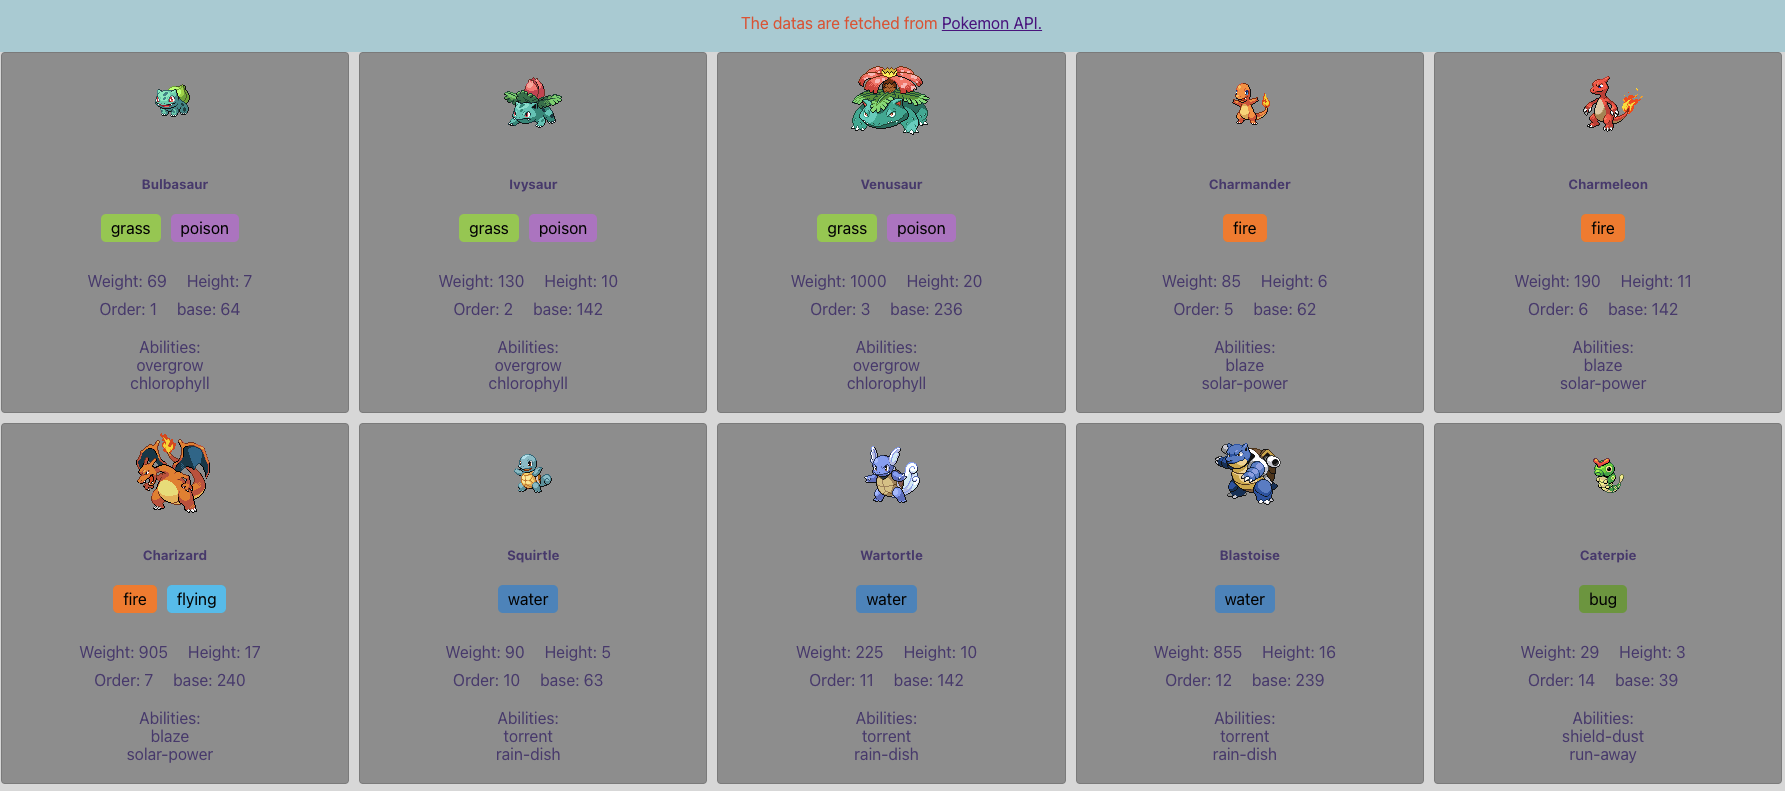 The datas are fetched from Pokemon API.
Bulbasaur
grass poison
Weight: 69 Height: 7
Order: 1 base: 64
Abilities:
overgrow
chlorophyll
Ivysaur
grass poison
Weight: 130 Height: 10
Order: 2 base: 142
Abilities:
overgrow
chlorophyll
Venusaur
grass poison
Weight: 1000 Height: 20
Order: 3 base: 236
Abilities:
overgrow
chlorophyll
Charmander
fire
Weight: 85 Height: 6
Order: 5 base: 62
Abilities:
blaze
solar-power
Charmeleon
fire
Weight: 190 Height: 11
Order: 6 base: 142
Abilities:
blaze
solar-power
Charizard
fire flying
Weight: 905 Height: 17
Order: 7 base: 240
Abilities:
blaze
solar-power
Squirtle
water
Weight: 90 Height: 5
Order: 10 base: 63
Abilities:
torrent
rain-dish
Wartortle
water
Weight: 225 Height: 10
Order: 11 base: 142
Abilities:
torrent
rain-dish
Blastoise
water
Weight: 855 Height: 16
Order: 12 base: 239
Abilities:
torrent
rain-dish
Caterpie
bug
Weight: 29 Height: 3
Order: 14 base: 39
Abilities:
shield-dust
run-away